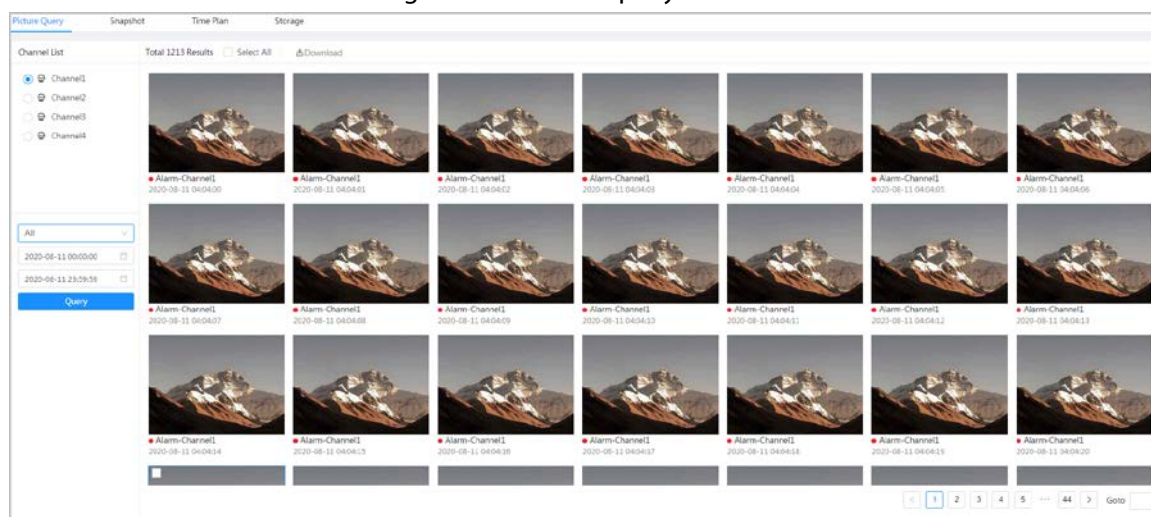 Picture Query Snapshot Time Plan Storage
Channel List Total 1213 Results Select All Download
Channel1
Channel2
Channel3
Channel4
Alarm-Channel1 Alarm-Channel1 Alarm-Channel1 Alarm-Channel1 Alarm-Channel1 Alarm-Channel1 Alarm-Channel1
2020-08-11 04:04:00 2020-08-11 04:04:01 2020-08-11 04:04:02 2020-08-11 04:04:03 2020-08-11 04:04:04 2020-08-11 04:04:05 2020-08-11 04:04:06
All
2020-08-11 00:00:00
2020-08-11 23:59:59
Query
Alarm-Channel1 Alarm-Channel1 Alarm-Channel1 Alarm-Channel1 Alarm-Channel1 Alarm-Channel1 Alarm-Channel1
2020-08-11 04:04:07 2020-08-11 04:04:08 2020-08-11 04:04:09 2020-08-11 04:04:10 2020-08-11 04:04:11 2020-08-11 04:04:12 2020-08-11 04:04:13
Alarm-Channel1 Alarm-Channel1 Alarm-Channel1 Alarm-Channel1 Alarm-Channel1 Alarm-Channel1 Alarm-Channel1
2020-08-11 04:04:14 2020-08-11 04:04:15 2020-08-11 04:04:16 2020-08-11 04:04:17 2020-08-11 04:04:18 2020-08-11 04:04:19 2020-08-11 04:04:20
< 1 2 3 4 5 ··· 44 > Goto